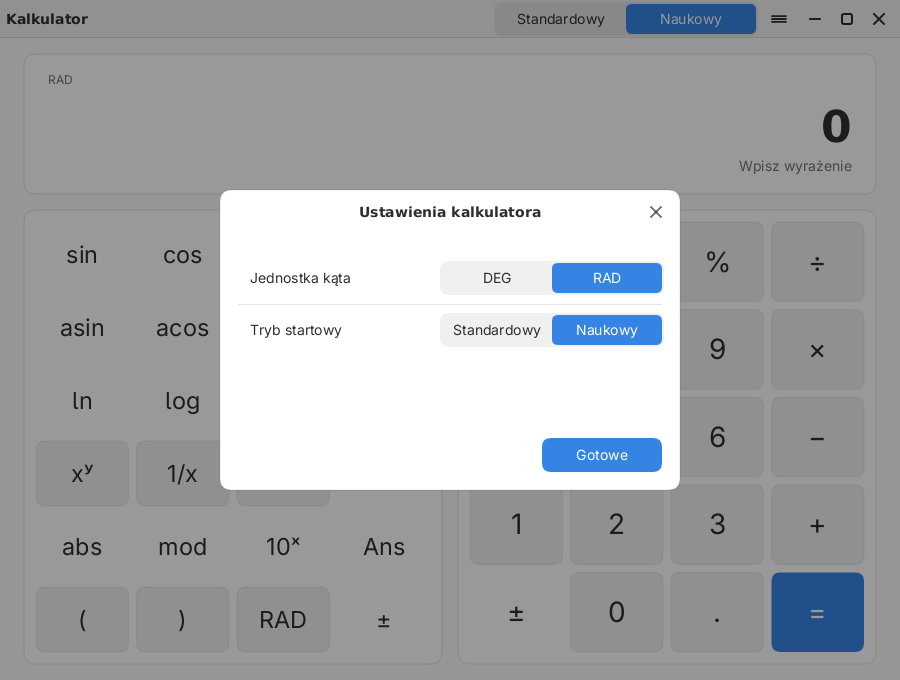 Kalkulator
Standardowy Naukowy
RAD
0
Wpisz wyrażenie
Ustawienia kalkulatora
Jednostka kąta DEG RAD
Tryb startowy Standardowy Naukowy
Gotowe
sin cos % ÷
asin acos 9 ×
ln log 6 −
xʸ 1/x 1 2 3 +
abs mod 10ˣ Ans
( ) RAD ± ± 0 . =